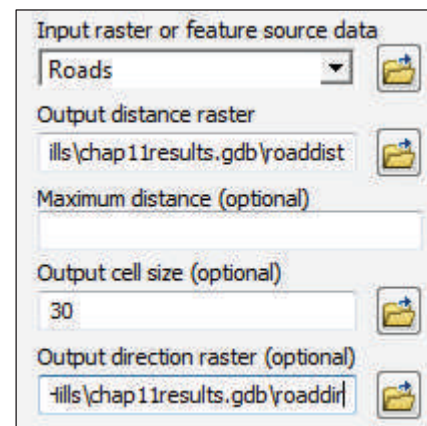 Input raster or feature source data
Roads
Output distance raster
ills\chap11results.gdb\roaddist
Maximum distance (optional)
Output cell size (optional)
30
Output direction raster (optional)
Hills\chap11results.gdb\roaddir